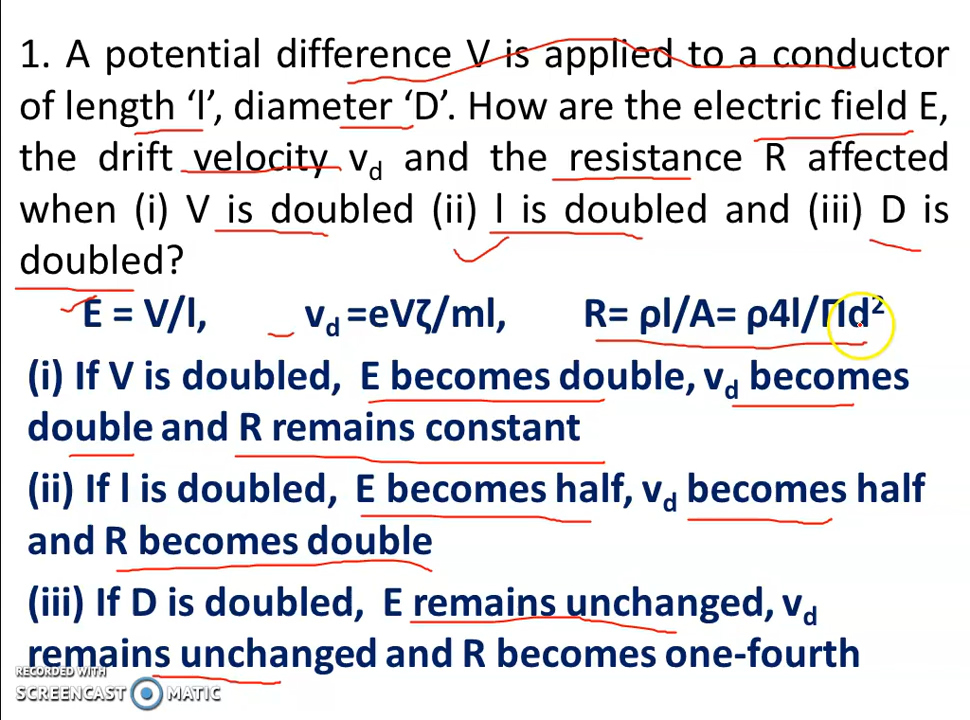 1. A potential difference V is applied to a conductor
of length ‘l’, diameter ‘D’. How are the electric field E,
the drift velocity vd and the resistance R affected
when (i) V is doubled (ii) l is doubled and (iii) D is
doubled?
E = V/l, vd =eVζ/ml, R= ρl/A= ρ4l/Πd²
(i) If V is doubled, E becomes double, vd becomes
double and R remains constant
(ii) If l is doubled, E becomes half, vd becomes half
and R becomes double
(iii) If D is doubled, E remains unchanged, vd
remains unchanged and R becomes one-fourth
RECORDED WITH
SCREENCAST MATIC